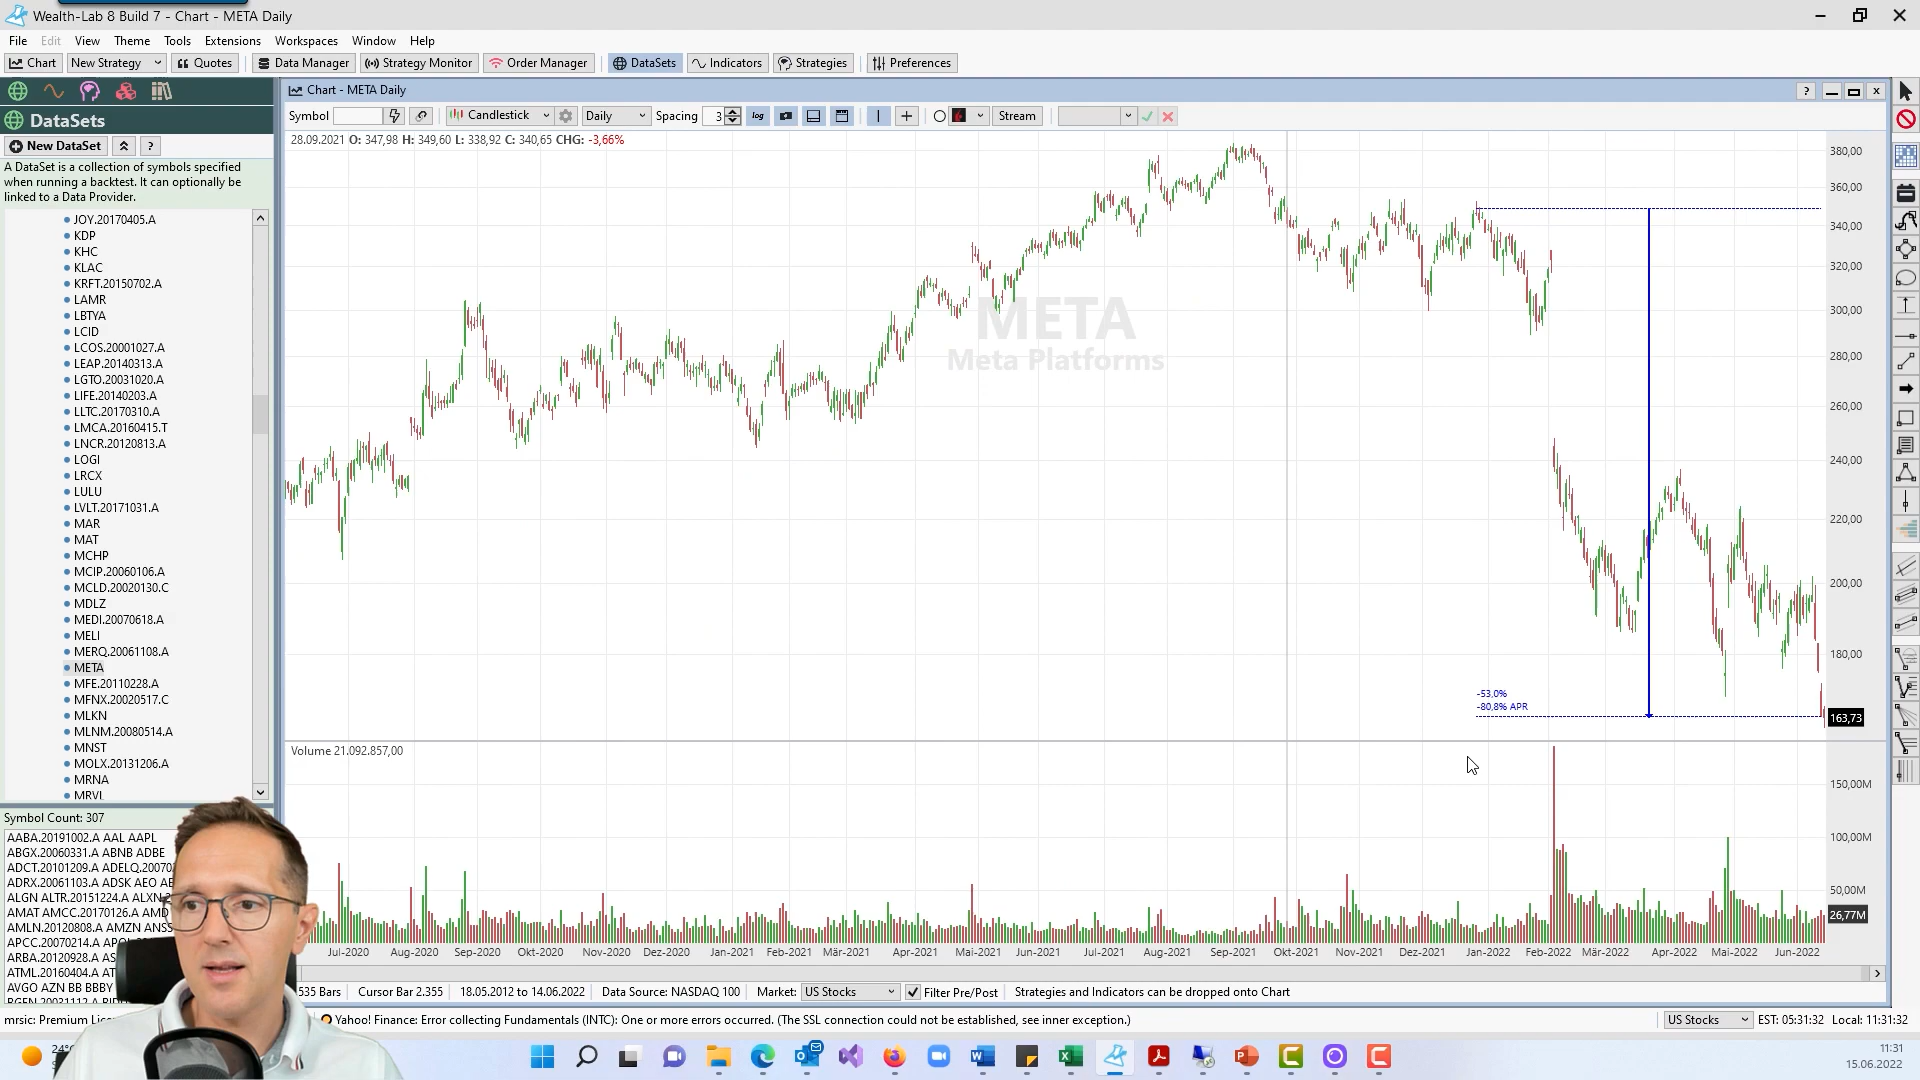 Wealth-Lab 8 Build 7 - Chart - META Daily
File Edit View Theme Tools Extensions Workspaces Window Help
Chart New Strategy Quotes Data Manager Strategy Monitor Order Manager DataSets Indicators Strategies Preferences
DataSets
New DataSet ?
A DataSet is a collection of symbols specified
when running a backtest. It can optionally be
linked to a Data Provider.
JOY.20170405.A
KDP
KHC
KLAC
KRFT.20150702.A
LAMR
LBTYA
LCID
LCOS.20001027.A
LEAP.20140313.A
LGTO.20031020.A
LIFE.20140203.A
LLTC.20170310.A
LMCA.20160415.T
LNCR.20120813.A
LOGI
LRCX
LULU
LVLT.20171031.A
MAR
MAT
MCHP
MCIP.20060106.A
MCLD.20020130.C
MDLZ
MEDI.20070618.A
MELI
MERQ.20061108.A
META
MFE.20110228.A
MFNX.20020517.C
MLKN
MLNM.20080514.A
MNST
MOLX.20131206.A
MRNA
MRVL
Symbol Count: 307
AABA.20191002.A AAL AAPL
ABGX.20060331.A ABNB ADBE
ADCT.20101209.A
ADRX.20061103.A ADSK AEO
ALGN ALTR.20151224.A
AMAT AMCC.20170126.A AMD
AMLN.20120808.A AMZN ANSS
APCC.20070214.A
ARBA.20120928.A
ATML.20160404.A
AVGO AZN BB BBBY
Chart - META Daily
Symbol Candlestick Daily Spacing 3 log Stream
28.09.2021 O: 347,98 H: 349,60 L: 338,92 C: 340,65 CHG: -3,66%
META
Meta Platforms
380,00
360,00
340,00
320,00
300,00
280,00
260,00
240,00
220,00
200,00
180,00
163,73
-53,0%
-80,8% APR
Volume 21.092.857,00
150,00M
100,00M
50,00M
26,77M
Jul-2020 Aug-2020 Sep-2020 Okt-2020 Nov-2020 Dez-2020 Jan-2021 Feb-2021 Mär-2021 Apr-2021 Mai-2021 Jun-2021 Jul-2021 Aug-2021 Sep-2021 Okt-2021 Nov-2021 Dez-2021 Jan-2022 Feb-2022 Mär-2022 Apr-2022 Mai-2022 Jun-2022
535 Bars Cursor Bar 2.355 18.05.2012 to 14.06.2022 Data Source: NASDAQ 100 Market: US Stocks Filter Pre/Post Strategies and Indicators can be dropped onto Chart
mrsic: Premium Yahoo! Finance: Error collecting Fundamentals (INTC): One or more errors occurred. (The SSL connection could not be established, see inner exception.) US Stocks EST: 05:31:32 Local: 11:31:32
11:31
15.06.2022